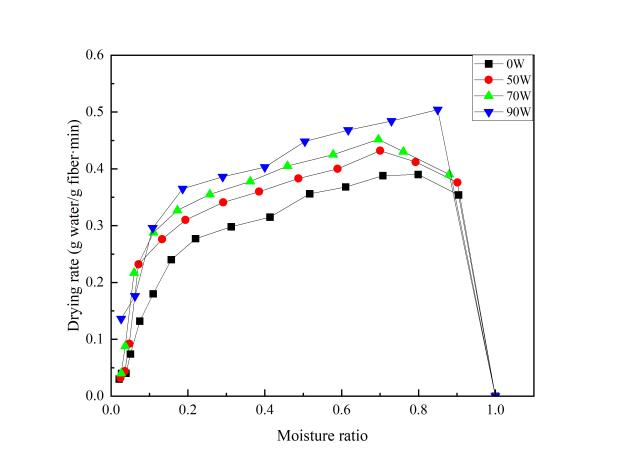 0.6
0.5
0.4
0.3
0.2
0.1
0.0
0.0
0.2
0.4
0.6
0.8
1.0
Drying rate (g water/g fiber·min)
Moisture ratio
0W
50W
70W
90W